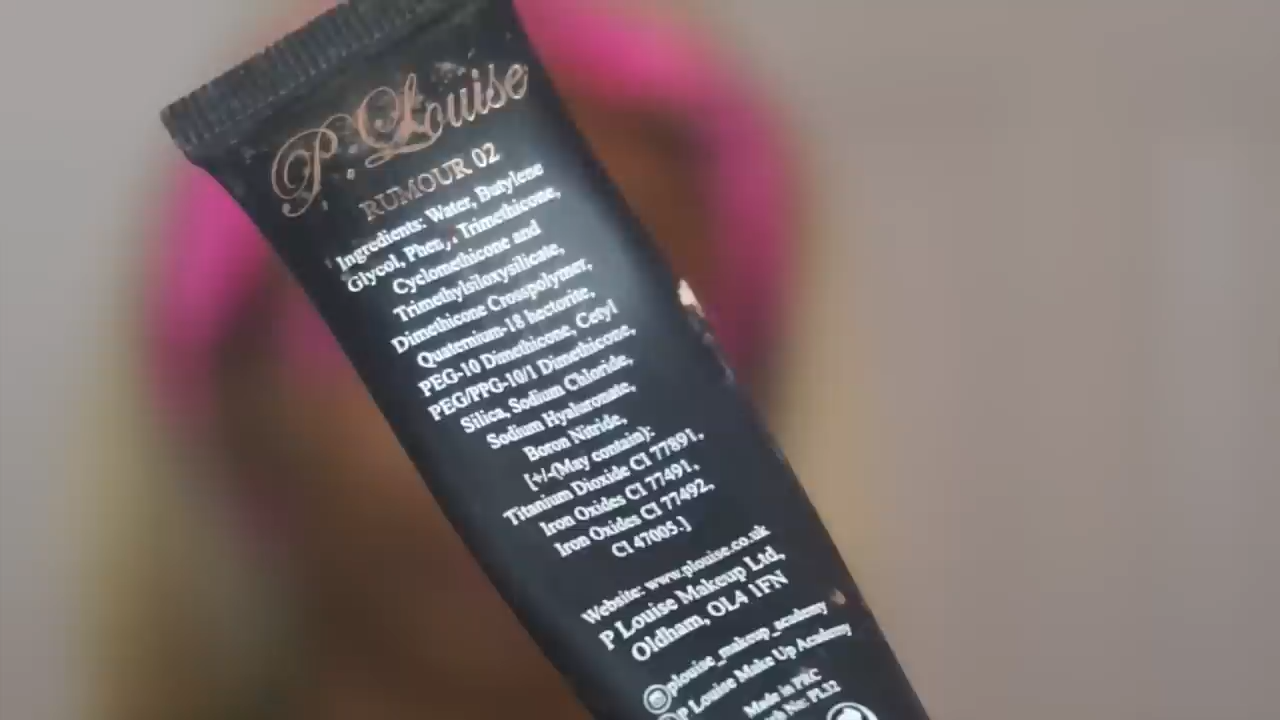 P. Louise
RUMOUR 02
Ingredients: Water, Butylene
Glycol, Phen Trimethicone,
Cyclomethicone and
Trimethylsiloxysilicate,
Dimethicone Crosspolymer,
Quaternium-18 hectorite,
PEG-10 Dimethicone, Cetyl
PEG/PPG-10/1 Dimethicone,
Silica, Sodium Chloride,
Sodium Hyaluronate,
Boron Nitride,
[+/-(May contain):
Titanium Dioxide CI 77891,
Iron Oxides CI 77491,
Iron Oxides CI 77492,
CI 47005.]
Website: www.plouise.co.uk
P Louise Makeup Ltd,
Oldham, OL4 1FN
plouise_makeup_academy
P Louise Make Up Academy
Made in PRC
No: PL32